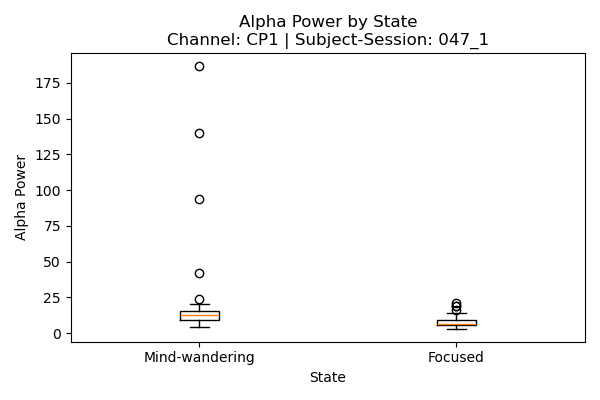 Alpha Power by State
Channel: CP1 | Subject-Session: 047_1
175
150
125
100
75
50
25
0
Alpha Power
Mind-wandering
Focused
State